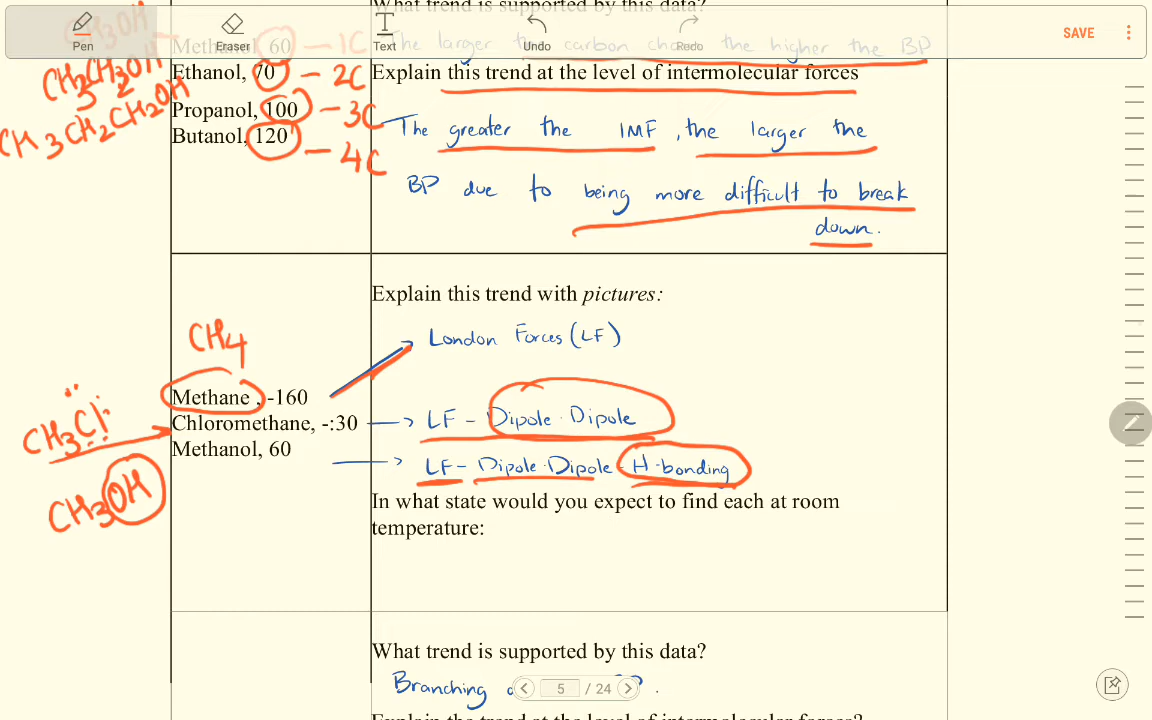 What trend is supported by this data?
Pen
Eraser
Text
Undo
Redo
SAVE
Methanol, 60 - 1C
The larger the carbon chain the higher the BP
CH3CH2OH
Ethanol, 70 - 2C
Explain this trend at the level of intermolecular forces
CH3CH2CH2OH
Propanol, 100 - 3C
Butanol, 120 - 4C
The greater the IMF, the larger the
BP due to being more difficult to break
down.
Explain this trend with pictures:
CH4
London Forces (LF)
Methane , -160
CH3Cl
Chloromethane, -:30
LF - Dipole · Dipole
Methanol, 60
LF - Dipole · Dipole - H-bonding
CH3OH
In what state would you expect to find each at room
temperature:
What trend is supported by this data?
Branching
5 / 24
Explain the trend at the level of intermolecular forces?